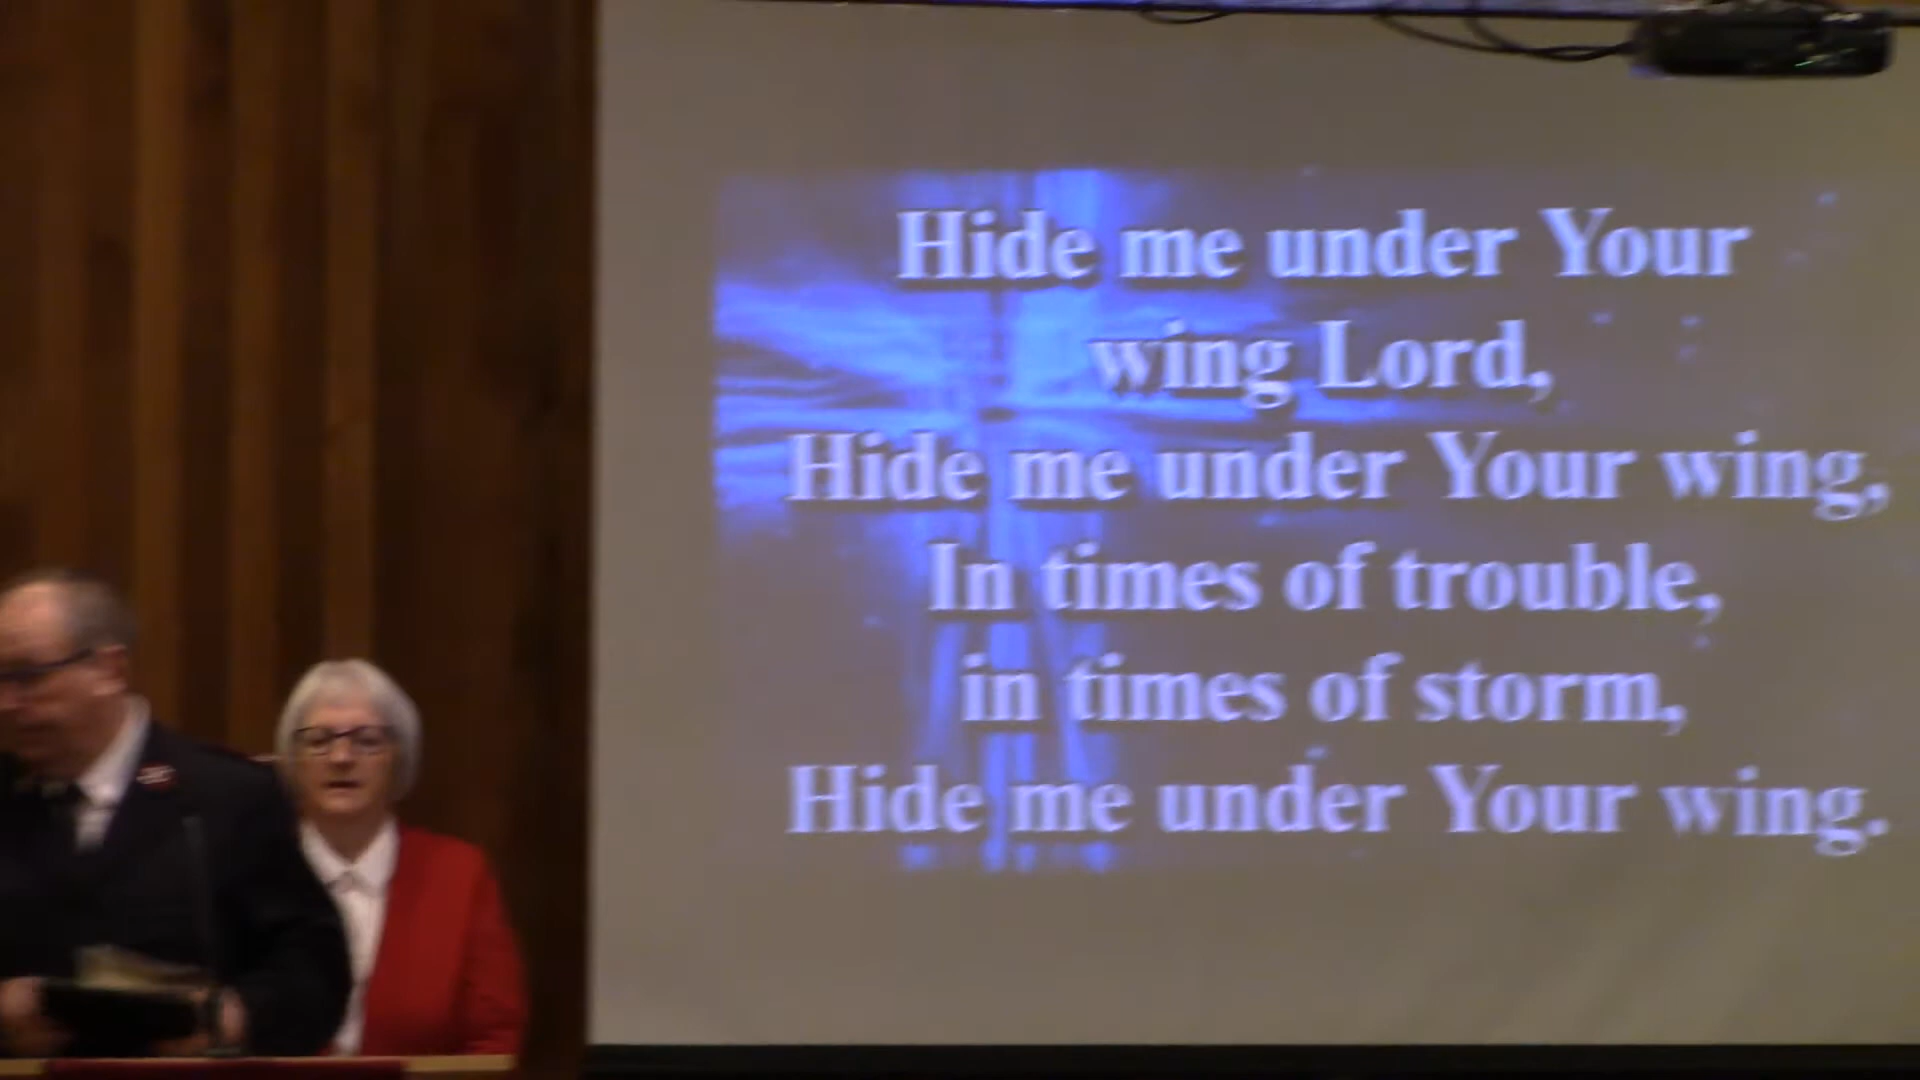 Hide me under Your
wing Lord,
Hide me under Your wing,
In times of trouble,
in times of storm,
Hide me under Your wing.